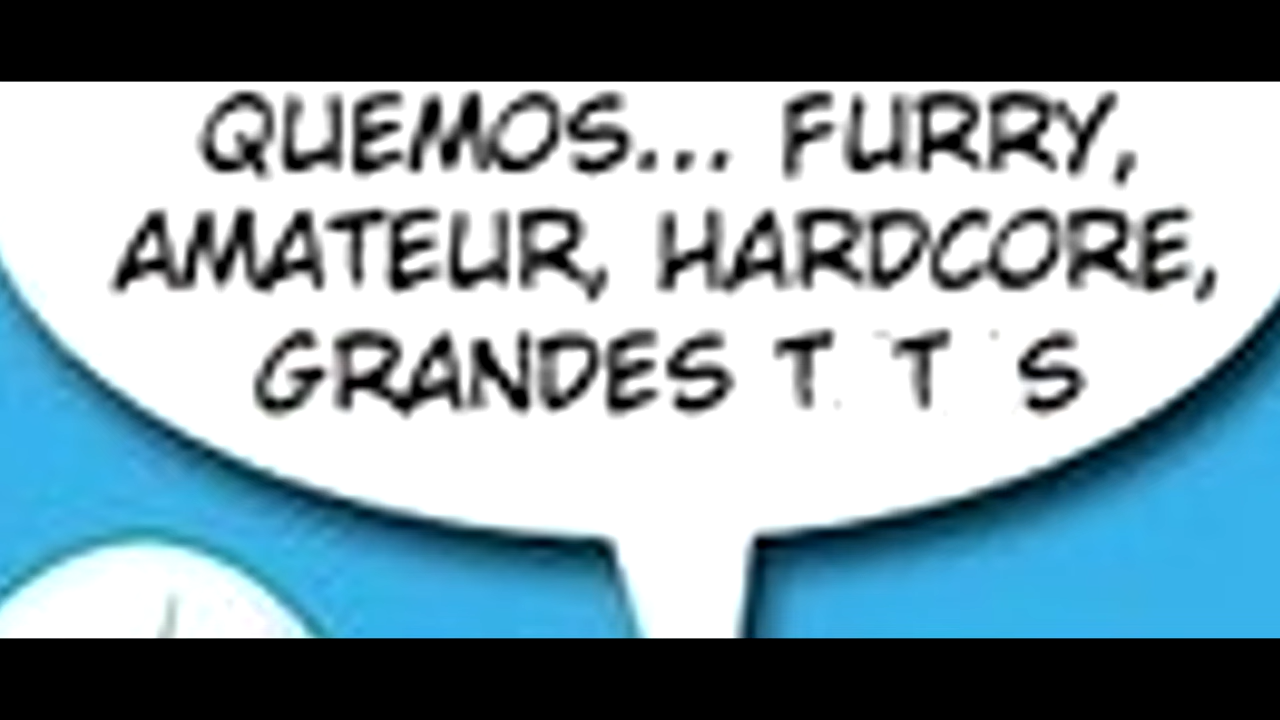 QUEMOS... FURRY,
AMATEUR, HARDCORE,
GRANDES T T S